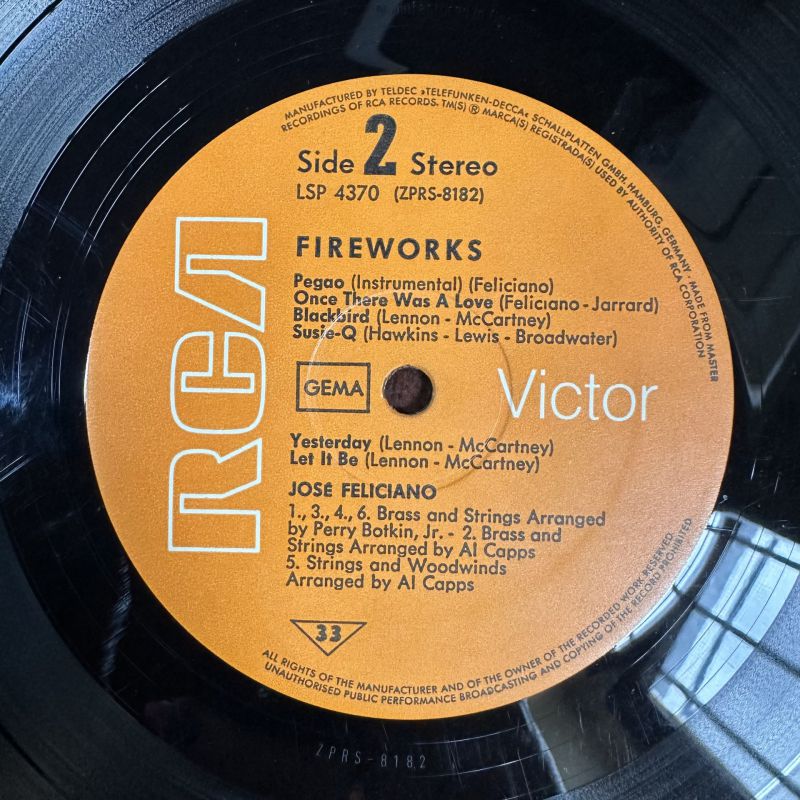 MANUFACTURED BY TELDEC »TELEFUNKEN-DECCA« SCHALLPLATTEN GMBH, HAMBURG, GERMANY - MADE FROM MASTER
RECORDINGS OF RCA RECORDS. TM(S) ® MARCA(S) REGISTRADA(S) USED BY AUTHORITY OF RCA CORPORATION
Side 2 Stereo
LSP 4370 (ZPRS-8182)
RCA
FIREWORKS
Pegao (Instrumental) (Feliciano)
Once There Was A Love (Feliciano - Jarrard)
Blackbird (Lennon - McCartney)
Susie-Q (Hawkins - Lewis - Broadwater)
GEMA
Victor
Yesterday (Lennon - McCartney)
Let It Be (Lennon - McCartney)
JOSÉ FELICIANO
1., 3., 4., 6. Brass and Strings Arranged
by Perry Botkin, Jr. - 2. Brass and
Strings Arranged by Al Capps
5. Strings and Woodwinds
Arranged by Al Capps
33
ALL RIGHTS OF THE MANUFACTURER AND OF THE OWNER OF THE RECORDED WORK RESERVED
UNAUTHORISED PUBLIC PERFORMANCE BROADCASTING AND COPYING OF THE RECORD PROHIBITED
ZPRS-8182